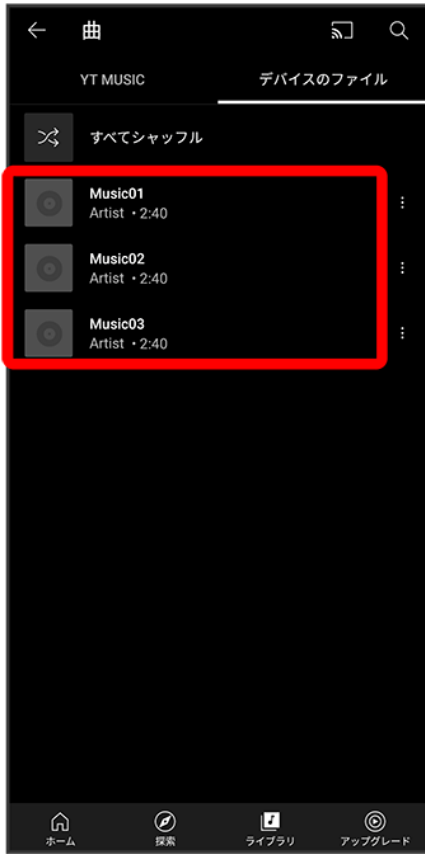 曲
YT MUSIC デバイスのファイル
すべてシャッフル
Music01
Artist • 2:40
Music02
Artist • 2:40
Music03
Artist • 2:40
ホーム 探索 ライブラリ アップグレード